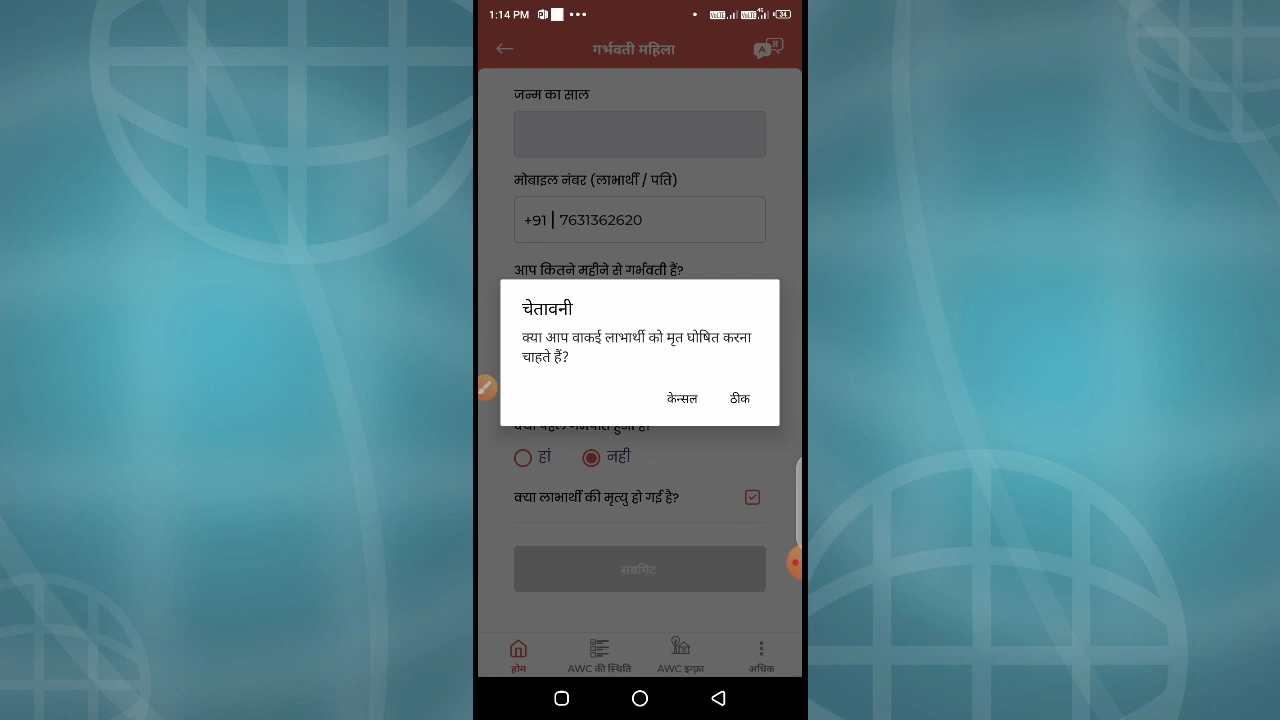 1:14 PM
गर्भवती महिला
जन्म का साल
मोबाइल नंबर (लाभार्थी / पति)
+91 7631362620
आप कितने महीने से गर्भवती हैं?
चेतावनी
क्या आप वाकई लाभार्थी को मृत घोषित करना
चाहते हैं?
केन्सल ठीक
हां नही
क्या लाभार्थी की मृत्यु हो गई है?
सबमिट
होम AWC की स्थिति AWC इन्फ्रा अधिक